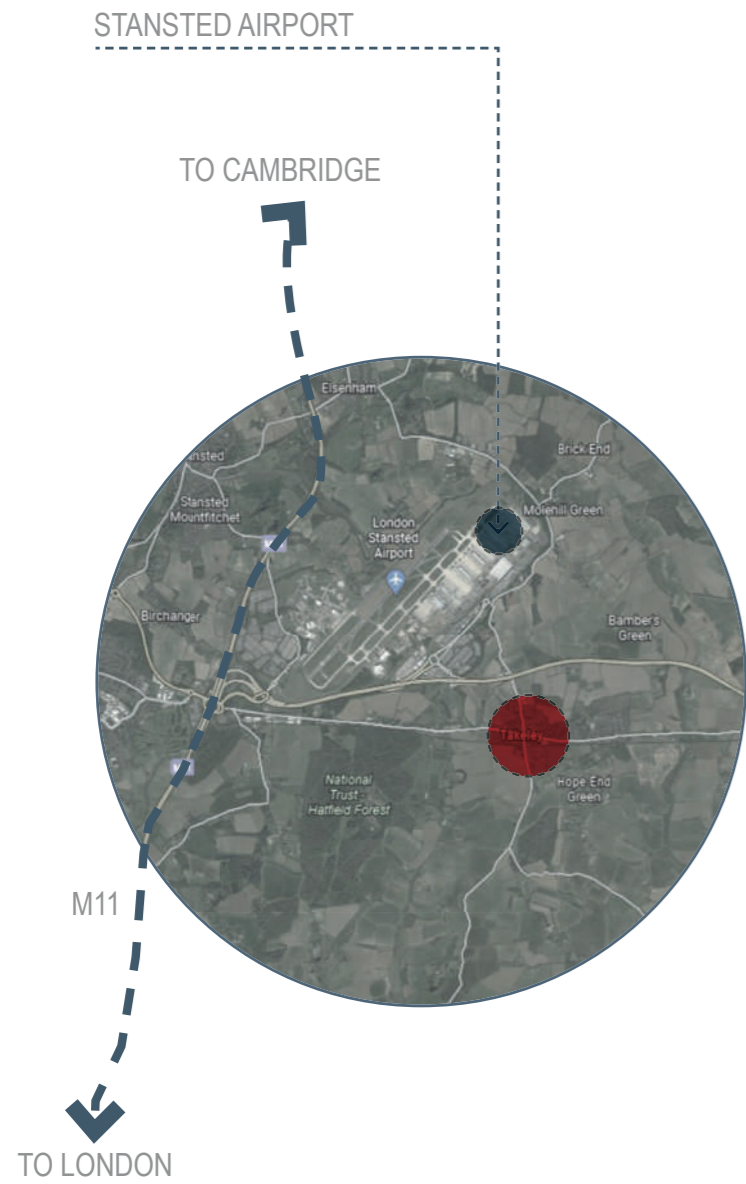 STANSTED AIRPORT
TO CAMBRIDGE
Elsenham
nsted
Brick End
Stansted
Mountfitchet
Molehill Green
London
Stansted
Airport
Birchanger
Bambers
Green
Takeley
National
Trust -
Hatfield Forest
Hope End
Green
M11
TO LONDON